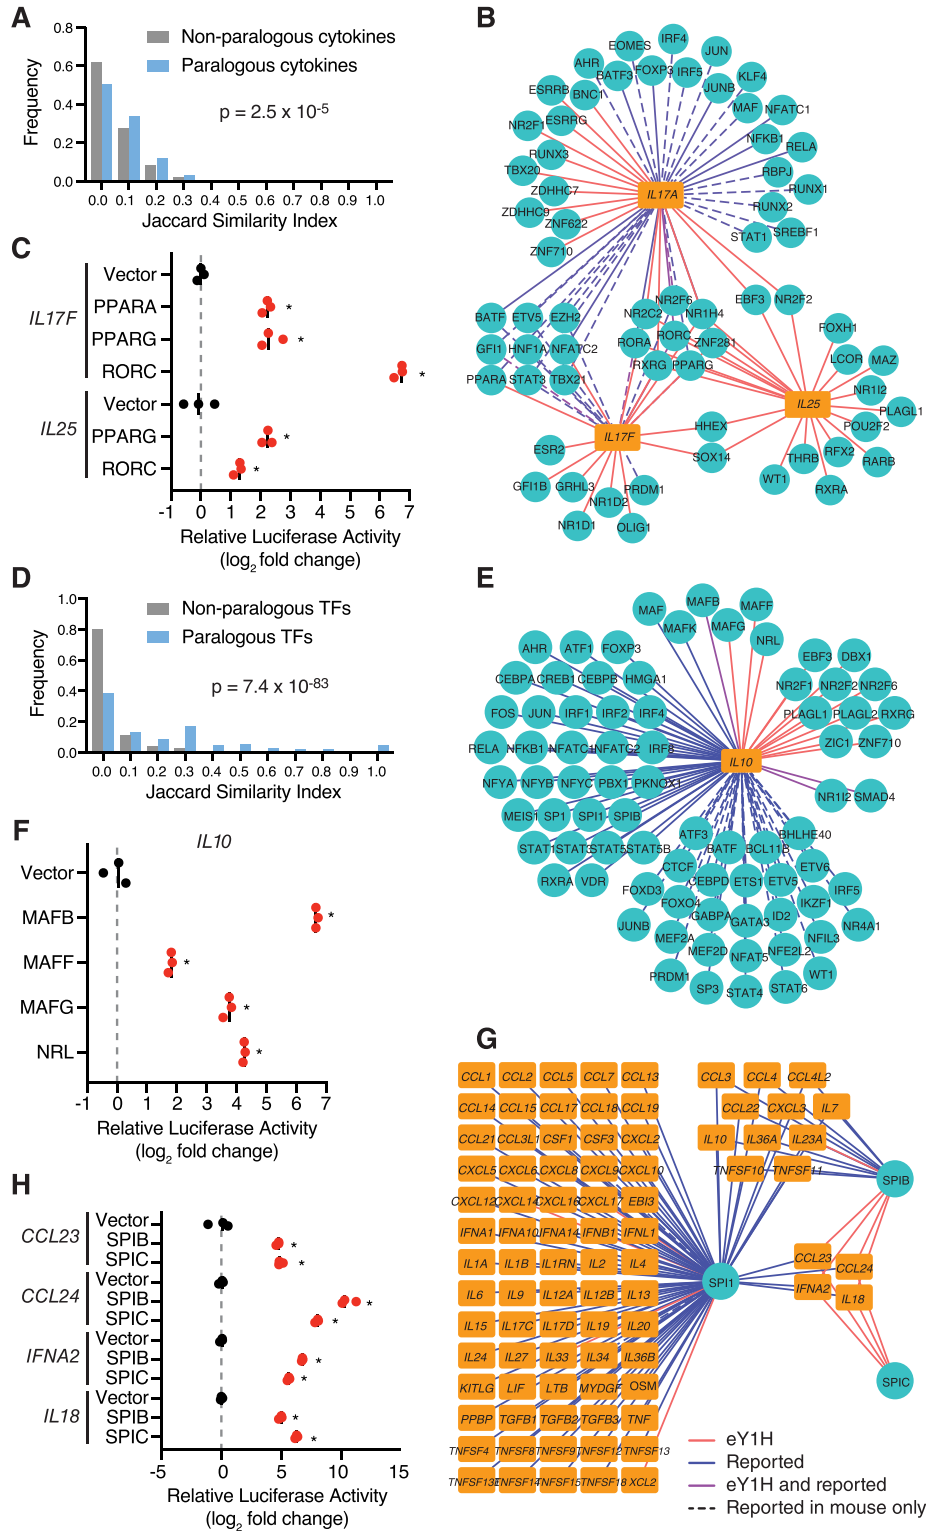 A
0.8
0.6
0.4
0.2
0.0
Frequency
Non-paralogous cytokines
Paralogous cytokines
p = 2.5 x 10-5
0.0 0.1 0.2 0.3 0.4 0.5 0.6 0.7 0.8 0.9 1.0
Jaccard Similarity Index
B
IRF4
EOMES
JUN
AHR
BATF3
FOXP3
IRF5
KLF4
ESRRB
BNC1
JUNB
MAF
NFATC1
NR2F1
ESRRG
NFKB1
RELA
RUNX3
TBX20
RBPJ
ZDHHC7
RUNX1
IL17A
ZDHHC9
RUNX2
ZNF622
STAT1
SREBF1
ZNF710
BATF
ETV5
EZH2
NR2F6
NR2C2
NR1H4
EBF3
NR2F2
GFI1
HNF1A
NFATC2
RORA
RORC
ZNF281
FOXH1
PPARA
STAT3
TBX21
RXRG
PPARG
LCOR
MAZ
NR1I2
IL25
PLAGL1
IL17F
HHEX
POU2F2
ESR2
SOX14
THRB
RFX2
RARB
GFI1B
GRHL3
PRDM1
WT1
RXRA
NR1D2
NR1D1
OLIG1
C
IL17F
Vector
PPARA
*
PPARG
*
RORC
*
IL25
Vector
PPARG
*
RORC
*
-1 0 1 2 3 4 5 6 7
Relative Luciferase Activity
(log2 fold change)
D
1.0
0.8
0.6
0.4
0.2
0.0
Frequency
Non-paralogous TFs
Paralogous TFs
p = 7.4 x 10-83
0.0 0.1 0.2 0.3 0.4 0.5 0.6 0.7 0.8 0.9 1.0
Jaccard Similarity Index
E
MAF
MAFB
MAFF
MAFK
MAFG
NRL
AHR
ATF1
FOXP3
EBF3
DBX1
CEBPA
CREB1
CEBPB
HMGA1
NR2F1
NR2F2
NR2F6
FOS
JUN
IRF1
IRF2
IRF4
PLAGL1
PLAGL2
RXRG
RELA
NFKB1
NFATC1
NFATC2
IRF8
ZIC1
ZNF710
IL10
NFYA
NFYB
NFYC
PBX1
PKNOX1
NR1I2
SMAD4
MEIS1
SP1
SPI1
SPIB
STAT1
STAT3
STAT5
STAT5B
RXRA
VDR
ATF3
BATF
BCL11B
BHLHE40
CTCF
ETV6
FOXD3
CEBPD
ETS1
ETV5
IRF5
FOXO4
IKZF1
JUNB
GABPA
GATA3
ID2
NR4A1
MEF2A
NFIL3
MEF2D
NFAT5
NFE2L2
PRDM1
WT1
SP3
STAT4
STAT6
F
IL10
Vector
MAFB
*
MAFF
*
MAFG
*
NRL
*
-1 0 1 2 3 4 5 6 7
Relative Luciferase Activity
(log2 fold change)
G
CCL1 CCL2 CCL5 CCL7 CCL13
CCL14 CCL15 CCL17 CCL18 CCL19
CCL21 CCL3L1 CSF1 CSF3 CXCL2
CXCL5 CXCL6 CXCL8 CXCL9 CXCL10
CXCL12 CXCL14 CXCL16 CXCL17 EBI3
IFNA1 IFNA10 IFNA14 IFNB1 IFNL1
IL1A IL1B IL1RN IL2 IL4
IL6 IL9 IL12A IL12B IL13
IL15 IL17C IL17D IL19 IL20
IL24 IL27 IL33 IL34 IL36B
KITLG LIF LTB MYDGF OSM
PPBP TGFB1 TGFB2 TGFB3 TNF
TNFSF4 TNFSF8 TNFSF9 TNFSF12 TNFSF13
TNFSF13B TNFSF14 TNFSF15 TNFSF18 XCL2
CCL3 CCL4 CCL4L2
CCL22 CXCL3 IL7
IL10 IL36A IL23A
TNFSF10 TNFSF11
SPIB
SPI1
CCL23
CCL24
IFNA2
IL18
SPIC
eY1H
Reported
eY1H and reported
Reported in mouse only
H
CCL23
Vector
SPIB
*
SPIC
*
CCL24
Vector
SPIB
*
SPIC
*
IFNA2
Vector
SPIB
*
SPIC
*
IL18
Vector
SPIB
*
SPIC
*
-5 0 5 10 15
Relative Luciferase Activity
(log2 fold change)